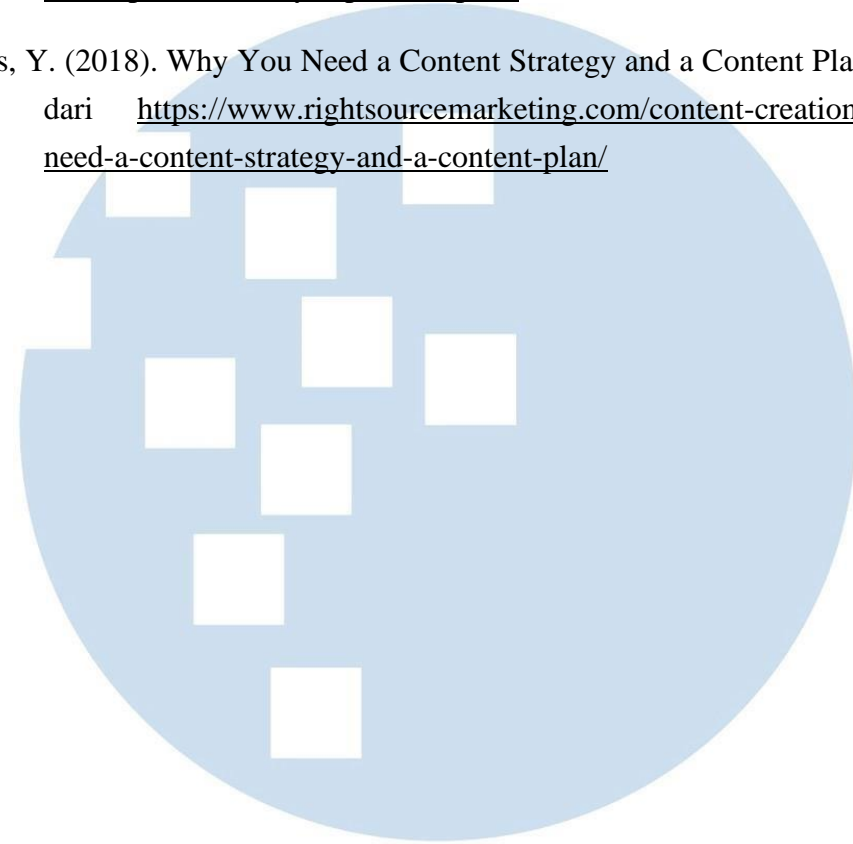 s, Y. (2018). Why You Need a Content Strategy and a Content Pla
dari https://www.rightsourcemarketing.com/content-creation
need-a-content-strategy-and-a-content-plan/